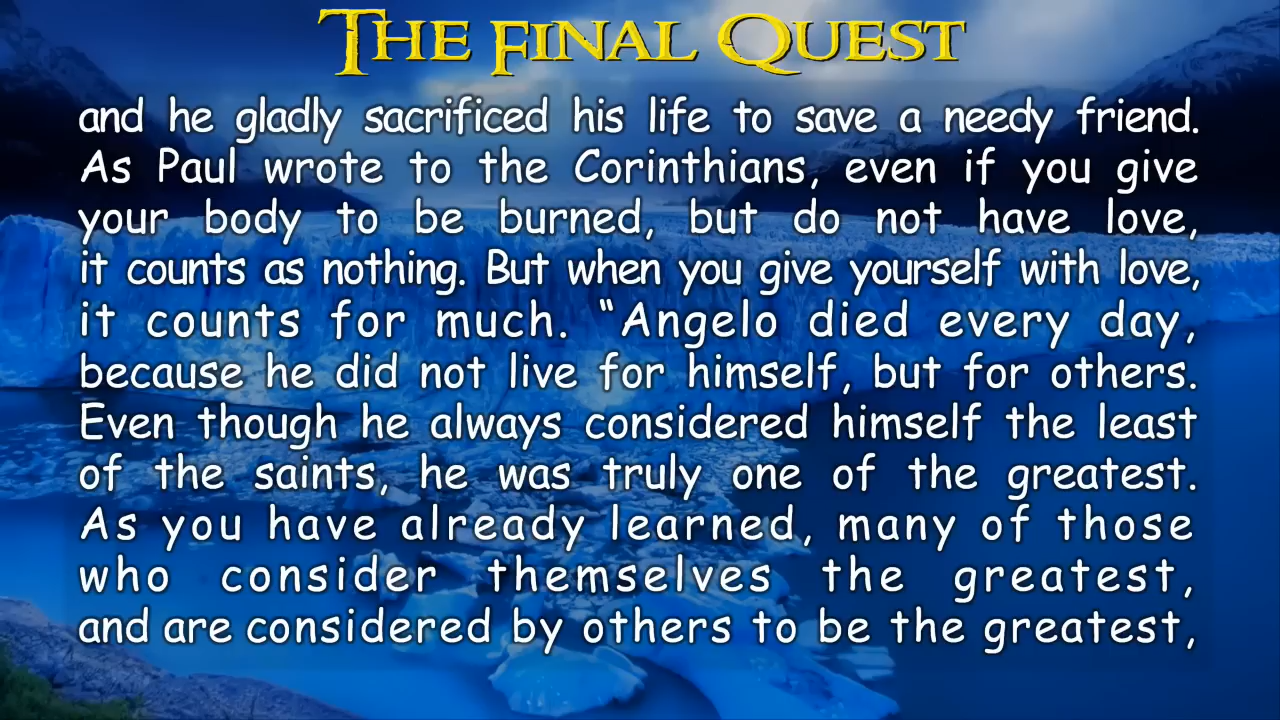 THE FINAL QUEST
and he gladly sacrificed his life to save a needy friend.
As Paul wrote to the Corinthians, even if you give
your body to be burned, but do not have love,
it counts as nothing. But when you give yourself with love,
it counts for much. “Angelo died every day,
because he did not live for himself, but for others.
Even though he always considered himself the least
of the saints, he was truly one of the greatest.
As you have already learned, many of those
who consider themselves the greatest,
and are considered by others to be the greatest,